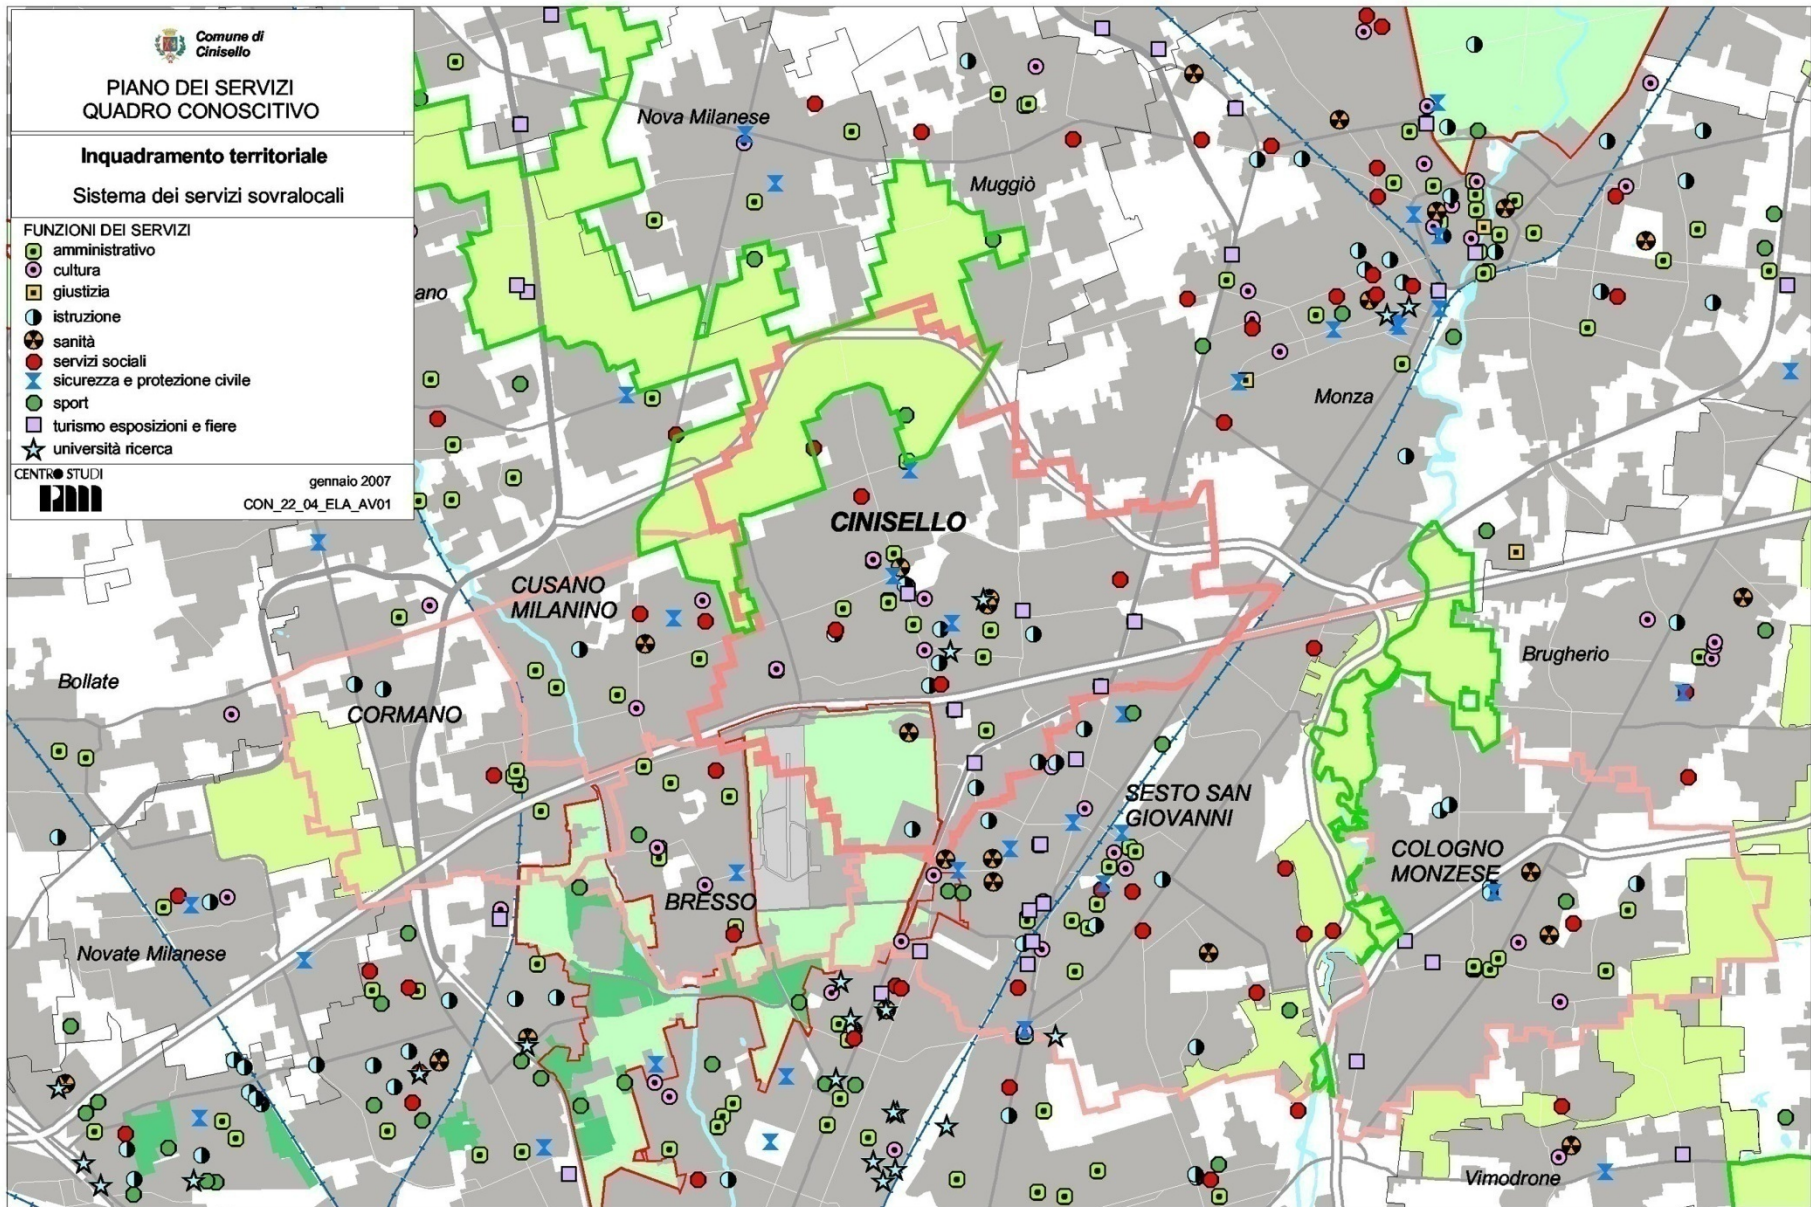 Comune di
Cinisello
PIANO DEI SERVIZI
QUADRO CONOSCITIVO
Inquadramento territoriale
Sistema dei servizi sovralocali
FUNZIONI DEI SERVIZI
amministrativo
cultura
giustizia
istruzione
sanità
servizi sociali
sicurezza e protezione civile
sport
turismo esposizioni e fiere
università ricerca
CENTRO STUDI
PIM
gennaio 2007
CON_22_04_ELA_AV01
Nova Milanese
Muggiò
ano
Monza
CINISELLO
CUSANO
MILANINO
Bollate
CORMANO
Brugherio
SESTO SAN
GIOVANNI
COLOGNO
MONZESE
BRESSO
Novate Milanese
Vimodrone